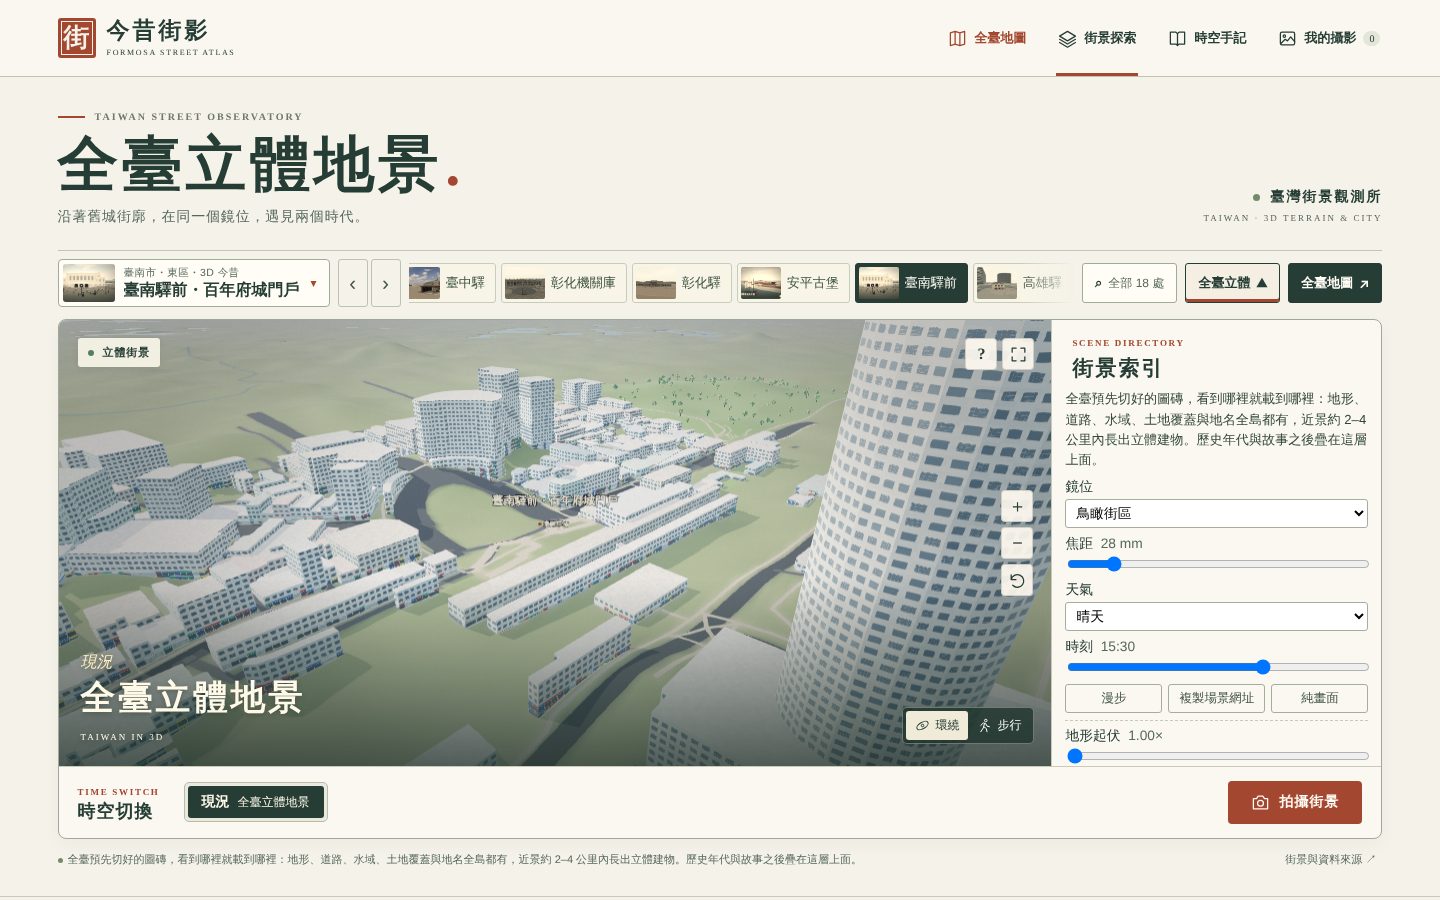 街 今昔街影
FORMOSA STREET ATLAS
全臺地圖 街景探索 時空手記 我的攝影 0
TAIWAN STREET OBSERVATORY
全臺立體地景.
沿著舊城街廓，在同一個鏡位，遇見兩個時代。
臺灣街景觀測所
TAIWAN · 3D TERRAIN & CITY
臺南市・東區・3D 今昔
臺南驛前・百年府城門戶 ▼
‹ › 臺中驛 彰化機關庫 彰化驛 安平古堡 臺南驛前 高雄驛 全部 18 處 全臺立體 ▲ 全臺地圖 ↗
立體街景
?
臺南驛前・百年府城門戶
+
−
現況
全臺立體地景
TAIWAN IN 3D
環繞 步行
SCENE DIRECTORY
街景索引
全臺預先切好的圖磚，看到哪裡就載到哪裡：地形、
道路、水域、土地覆蓋與地名全島都有，近景約 2–4
公里內長出立體建物。歷史年代與故事之後疊在這層
上面。
鏡位
鳥瞰街區
焦距 28 mm
天氣
晴天
時刻 15:30
漫步 複製場景網址 純畫面
地形起伏 1.00×
TIME SWITCH
時空切換
現況 全臺立體地景
拍攝街景
全臺預先切好的圖磚，看到哪裡就載到哪裡：地形、道路、水域、土地覆蓋與地名全島都有，近景約 2–4 公里內長出立體建物。歷史年代與故事之後疊在這層上面。
街景與資料來源 ↗